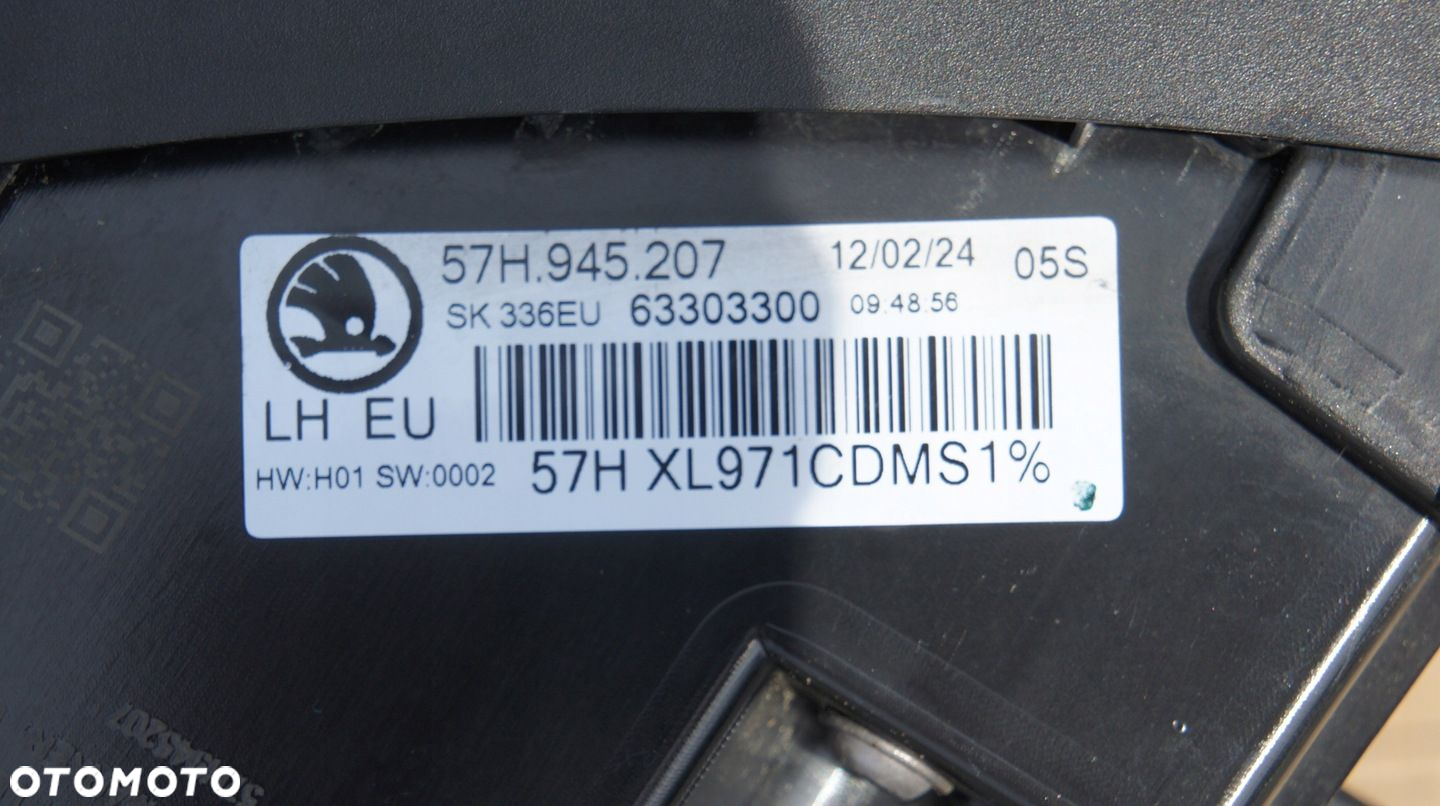 57H.945.207 12/02/24 05S
SK 336EU 63303300 09:48:56
LH EU
HW:H01 SW:0002 57H XL971CDMS1%
OTOMOTO